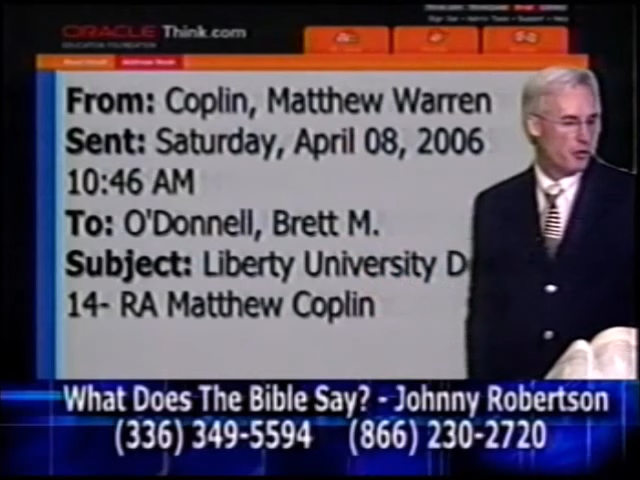 ORACLE Think.com
EDUCATION FOUNDATION
From: Coplin, Matthew Warren
Sent: Saturday, April 08, 2006
10:46 AM
To: O'Donnell, Brett M.
Subject: Liberty University D
14- RA Matthew Coplin
What Does The Bible Say? - Johnny Robertson
(336) 349-5594 (866) 230-2720